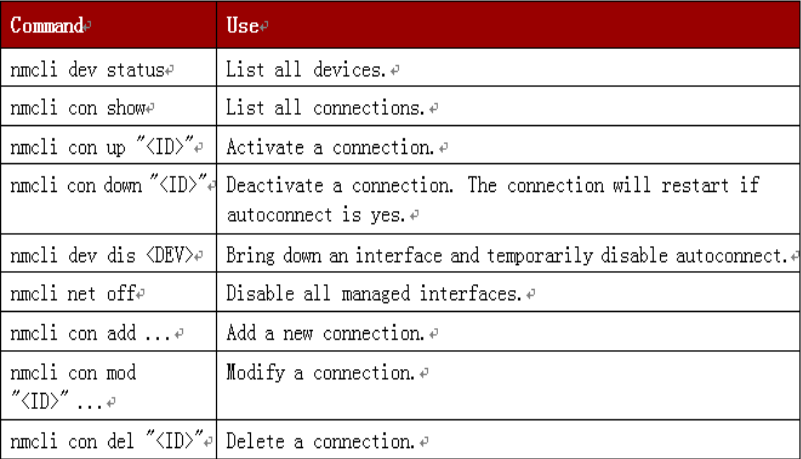 Command Use
nmcli dev status List all devices.
nmcli con show List all connections.
nmcli con up "<ID>" Activate a connection.
nmcli con down "<ID>" Deactivate a connection. The connection will restart if
autoconnect is yes.
nmcli dev dis <DEV> Bring down an interface and temporarily disable autoconnect.
nmcli net off Disable all managed interfaces.
nmcli con add ... Add a new connection.
nmcli con mod Modify a connection.
"<ID>" ...
nmcli con del "<ID>" Delete a connection.